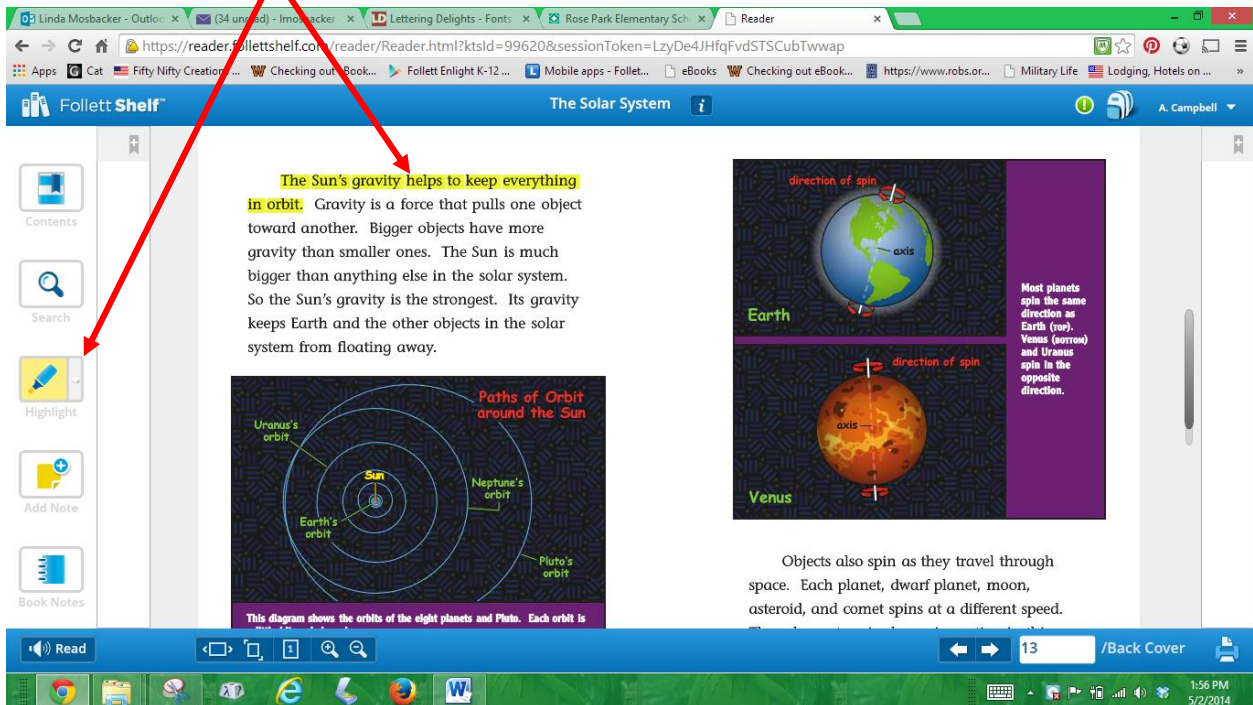 Linda Mosbacker - Outloo
(34 unread) - lmosbacker
Lettering Delights - Fonts
Rose Park Elementary Sch
Reader
https://reader.follettshelf.com/reader/Reader.html?ktsId=99620&sessionToken=LzyDe4JHfqFvdSTSCubTwwap
Apps
Cat
Fifty Nifty Creation ...
Checking out eBook...
Follett Enlight K-12 ...
Mobile apps - Follet...
eBooks
Checking out eBook...
https://www.robs.or...
Military Life
Lodging, Hotels on ...
»
Follett Shelf
The Solar System
i
A. Campbell
Contents
Search
Highlight
Add Note
Book Notes
The Sun's gravity helps to keep everything
in orbit. Gravity is a force that pulls one object
toward another. Bigger objects have more
gravity than smaller ones. The Sun is much
bigger than anything else in the solar system.
So the Sun's gravity is the strongest. Its gravity
keeps Earth and the other objects in the solar
system from floating away.
Paths of Orbit
around the Sun
Uranus's
orbit
Sun
Neptune's
orbit
Earth's
orbit
Pluto's
orbit
This diagram shows the orbits of the eight planets and Pluto. Each orbit is
direction of spin
axis
Earth
direction of spin
axis
Venus
Most planets
spin the same
direction as
Earth (TOP).
Venus (BOTTOM)
and Uranus
spin in the
opposite
direction.
Objects also spin as they travel through
space. Each planet, dwarf planet, moon,
asteroid, and comet spins at a different speed.
Read
1
13
/Back Cover
1:56 PM
5/2/2014